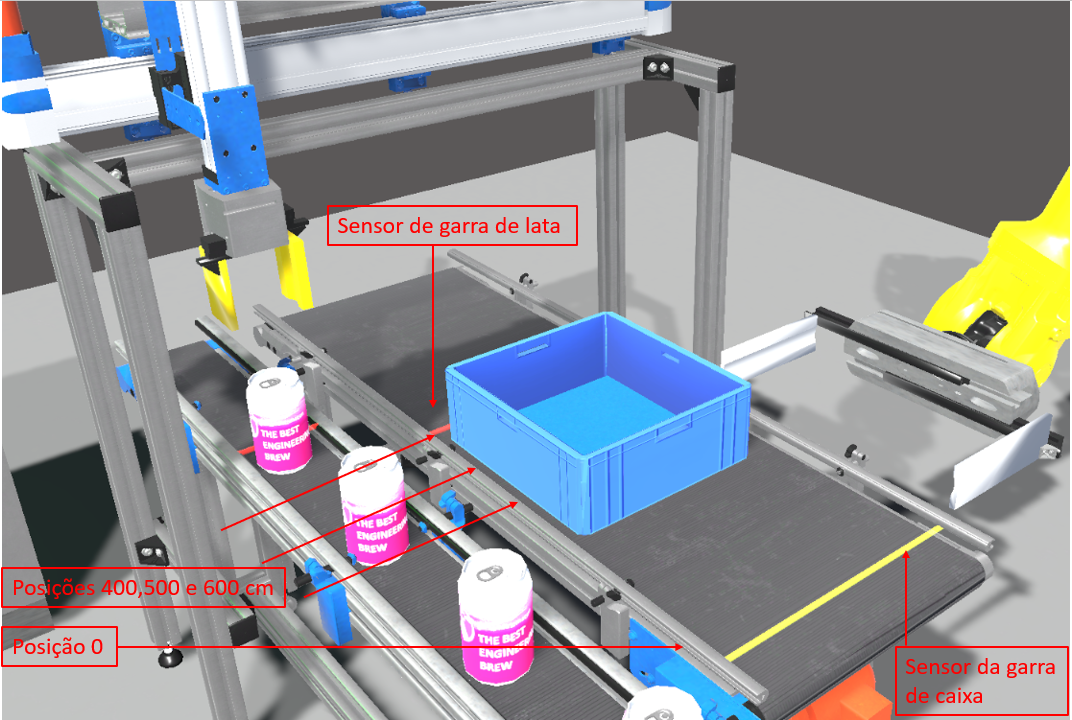 Sensor de garra de lata
THE BEST
ENGINEERING
BREW
THE BEST
ENGINEERING
BREW
Posições 400,500 e 600 cm
THE BEST
BREW
Posição 0
Sensor da garra
de caixa